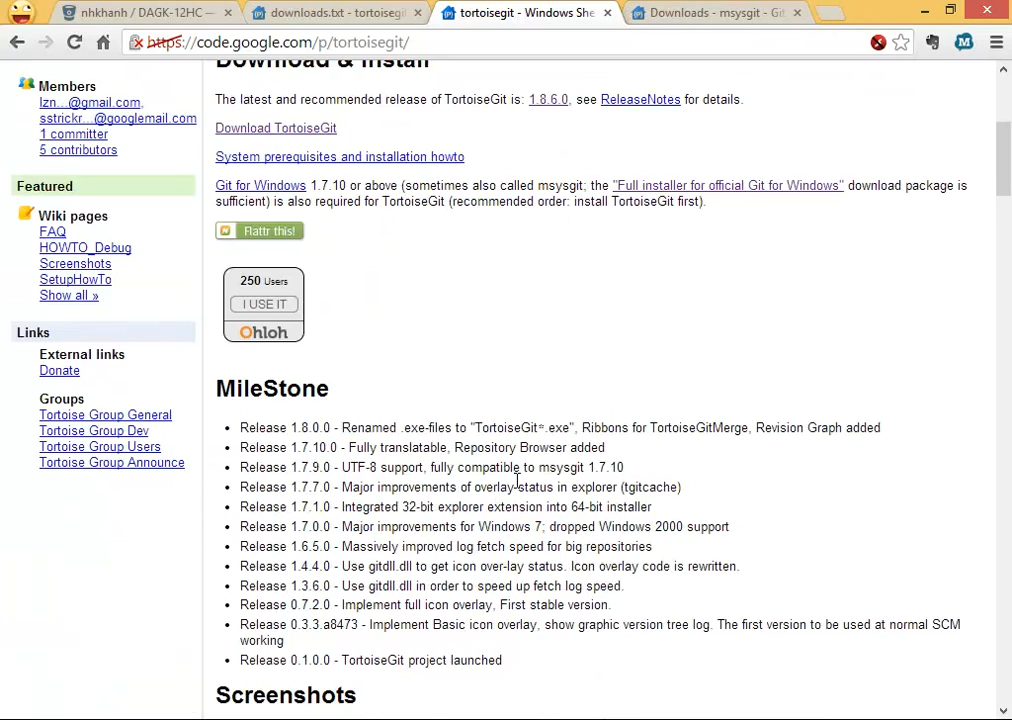 nhkhanh / DAGK-12HC —
downloads.txt - tortoisegit
tortoisegit - Windows She
Downloads - msysgit - Git
https://code.google.com/p/tortoisegit/
Download & Install
Members
lzn...@gmail.com,
sstrickr...@googlemail.com
1 committer
5 contributors
Featured
Wiki pages
FAQ
HOWTO_Debug
Screenshots
SetupHowTo
Show all »
Links
External links
Donate
Groups
Tortoise Group General
Tortoise Group Dev
Tortoise Group Users
Tortoise Group Announce
The latest and recommended release of TortoiseGit is: 1.8.6.0, see ReleaseNotes for details.
Download TortoiseGit
System prerequisites and installation howto
Git for Windows 1.7.10 or above (sometimes also called msysgit; the "Full installer for official Git for Windows" download package is
sufficient) is also required for TortoiseGit (recommended order: install TortoiseGit first).
Flattr this!
250 Users
I USE IT
Ohloh
MileStone
• Release 1.8.0.0 - Renamed .exe-files to "TortoiseGit*.exe", Ribbons for TortoiseGitMerge, Revision Graph added
• Release 1.7.10.0 - Fully translatable, Repository Browser added
• Release 1.7.9.0 - UTF-8 support, fully compatible to msysgit 1.7.10
• Release 1.7.7.0 - Major improvements of overlay-status in explorer (tgitcache)
• Release 1.7.1.0 - Integrated 32-bit explorer extension into 64-bit installer
• Release 1.7.0.0 - Major improvements for Windows 7; dropped Windows 2000 support
• Release 1.6.5.0 - Massively improved log fetch speed for big repositories
• Release 1.4.4.0 - Use gitdll.dll to get icon over-lay status. Icon overlay code is rewritten.
• Release 1.3.6.0 - Use gitdll.dll in order to speed up fetch log speed.
• Release 0.7.2.0 - Implement full icon overlay, First stable version.
• Release 0.3.3.a8473 - Implement Basic icon overlay, show graphic version tree log. The first version to be used at normal SCM
working
• Release 0.1.0.0 - TortoiseGit project launched
Screenshots